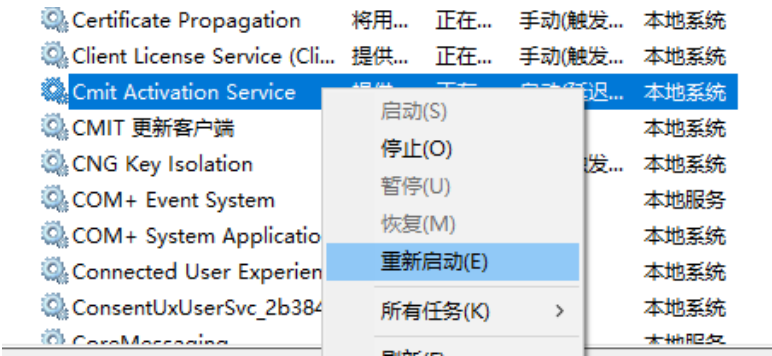 Certificate Propagation 将用... 正在... 手动(触发... 本地系统
Client License Service (Cli... 提供... 正在... 手动(触发... 本地系统
Cmit Activation Service 本地系统
启动(S)
CMIT 更新客户端 本地系统
停止(O)
CNG Key Isolation 发... 本地系统
暂停(U)
COM+ Event System 本地服务
恢复(M)
COM+ System Applicatio 本地系统
重新启动(E)
Connected User Experien 本地系统
ConsentUxUserSvc_2b384 本地系统
所有任务(K)
CoreMessaging 本地服务